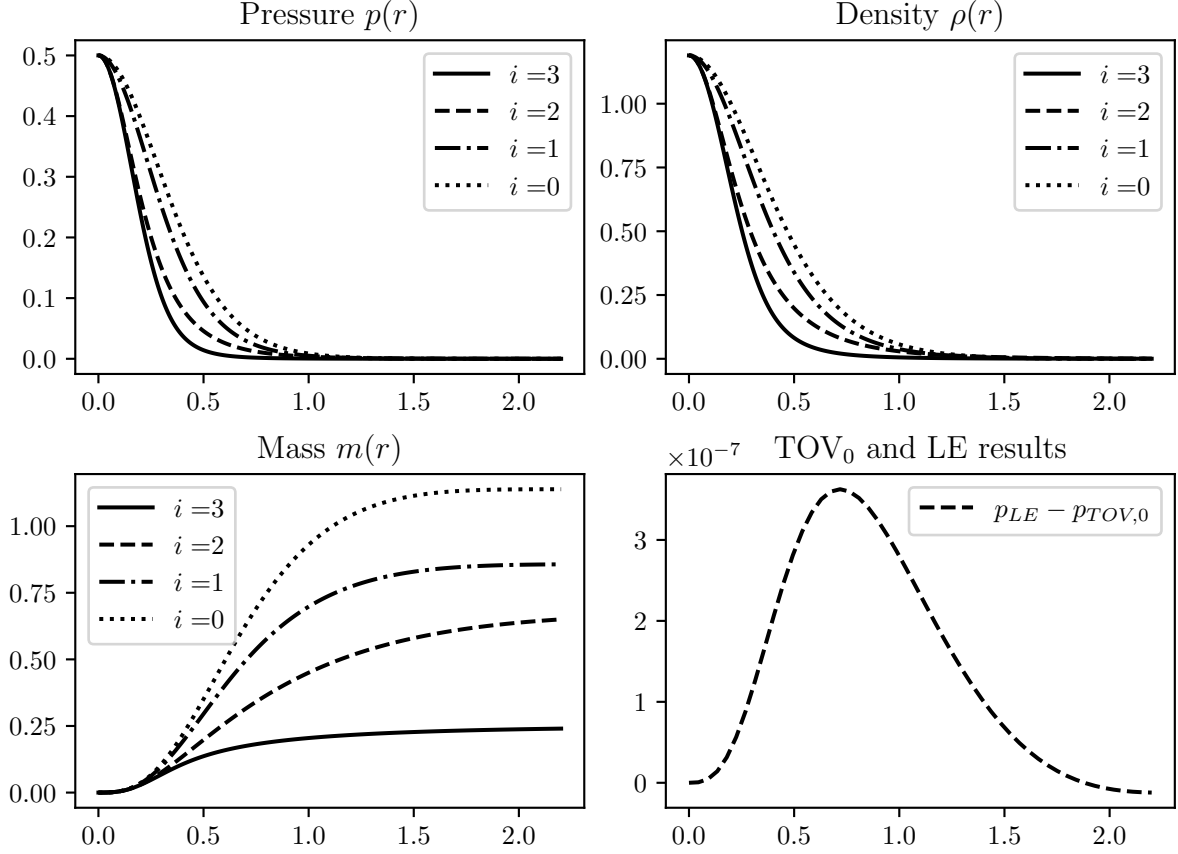 Pressure p(r)
0.5
0.4
0.3
0.2
0.1
0.0
i =3
i =2
i =1
i =0
0.0 0.5 1.0 1.5 2.0
Density ρ(r)
1.00
0.75
0.50
0.25
0.00
i =3
i =2
i =1
i =0
0.0 0.5 1.0 1.5 2.0
Mass m(r)
1.00
0.75
0.50
0.25
0.00
i =3
i =2
i =1
i =0
0.0 0.5 1.0 1.5 2.0
TOV₀ and LE results
×10⁻⁷
3
2
1
0
p_{LE} − p_{TOV,0}
0.0 0.5 1.0 1.5 2.0